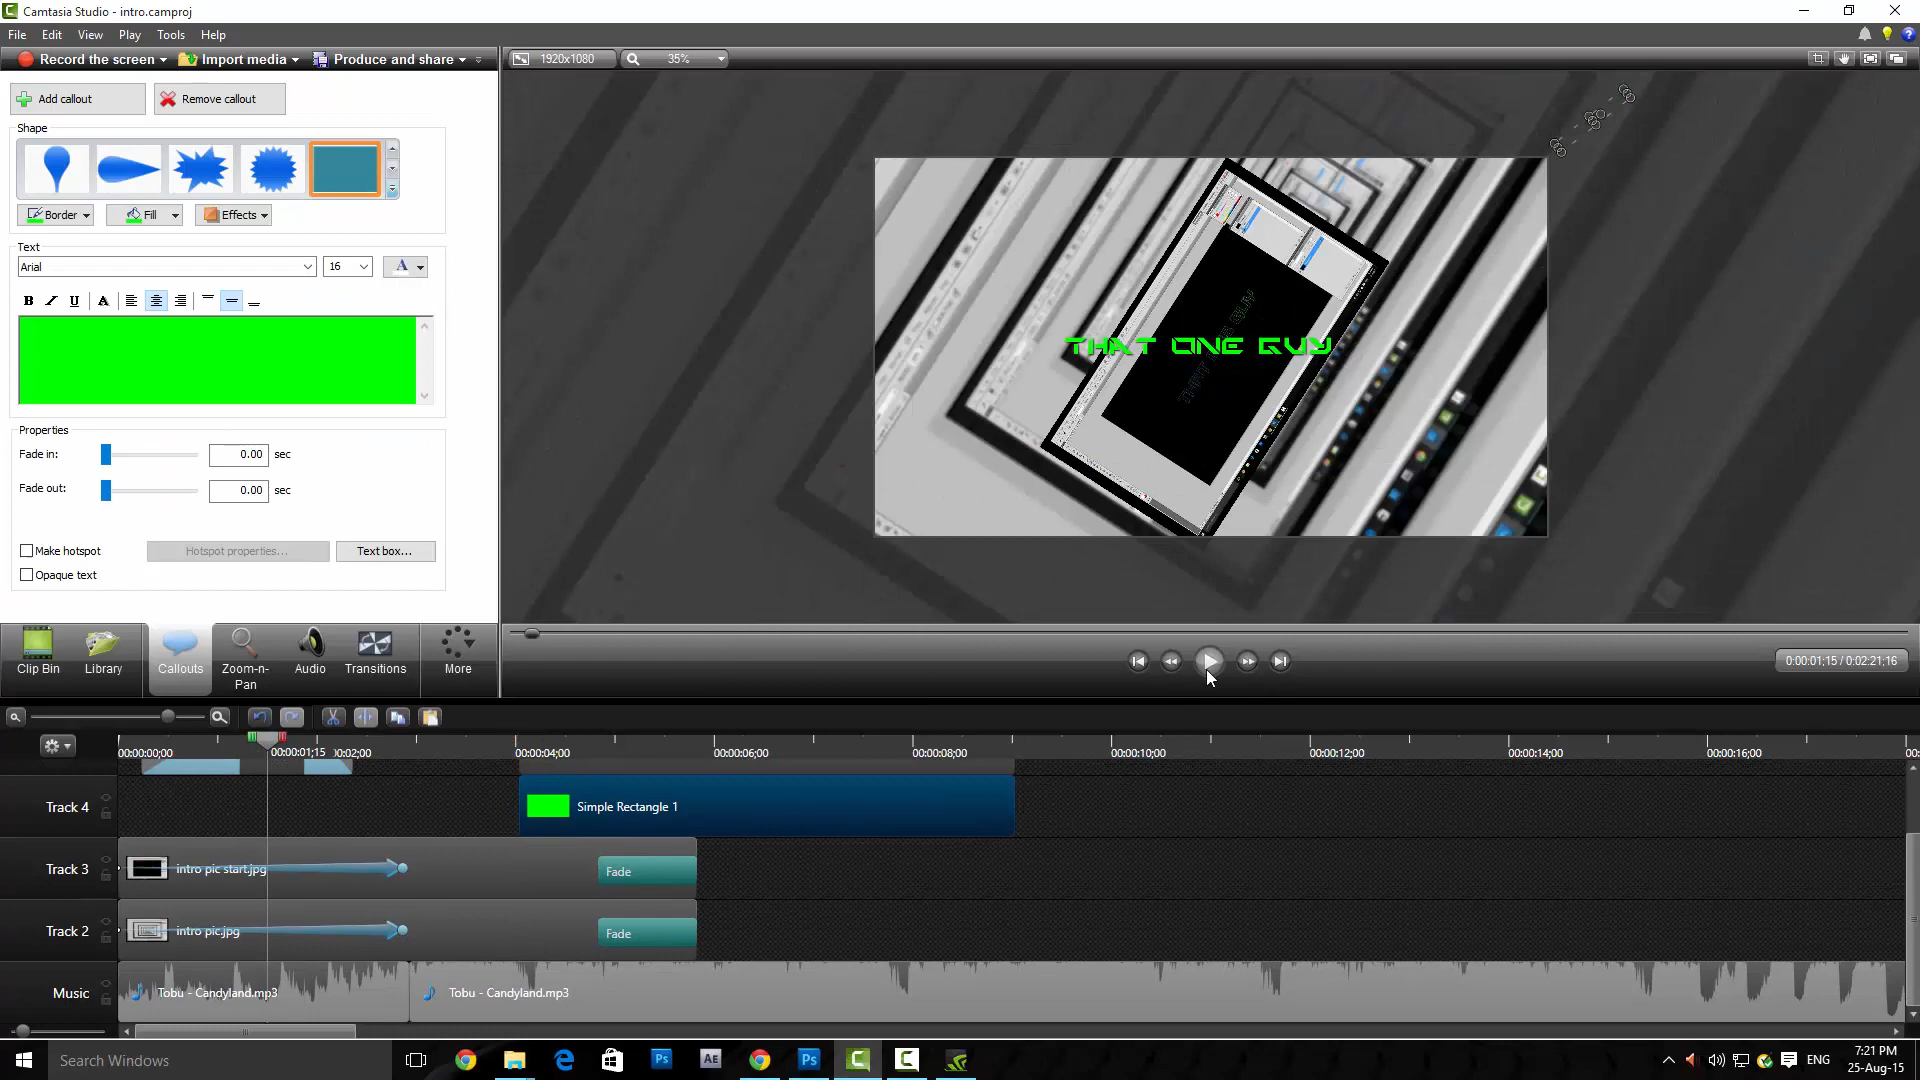 Camtasia Studio - intro.camproj
File Edit View Play Tools Help
Record the screen Import media Produce and share
1920x1080 35%
Add callout Remove callout
Shape
Border Fill Effects
Text
Arial 16
B I U A
Properties
Fade in: 0.00 sec
Fade out: 0.00 sec
Make hotspot Hotspot properties... Text box...
Opaque text
THAT ONE GUY
THAT ONE GUY
Clip Bin Library Callouts Zoom-n-Pan Audio Transitions More
0:00:01;15 / 0:02:21;16
00:00:00;00 00:00:01;15 00:00:04;00 00:00:06;00 00:00:08;00 00:00:10;00 00:00:12;00 00:00:14;00 00:00:16;00
Track 4 Simple Rectangle 1
Track 3 intro pic start.jpg Fade
Track 2 intro pic.jpg Fade
Music Tobu - Candyland.mp3 Tobu - Candyland.mp3
Search Windows Ps AE Ps ENG 7:21 PM
25-Aug-15